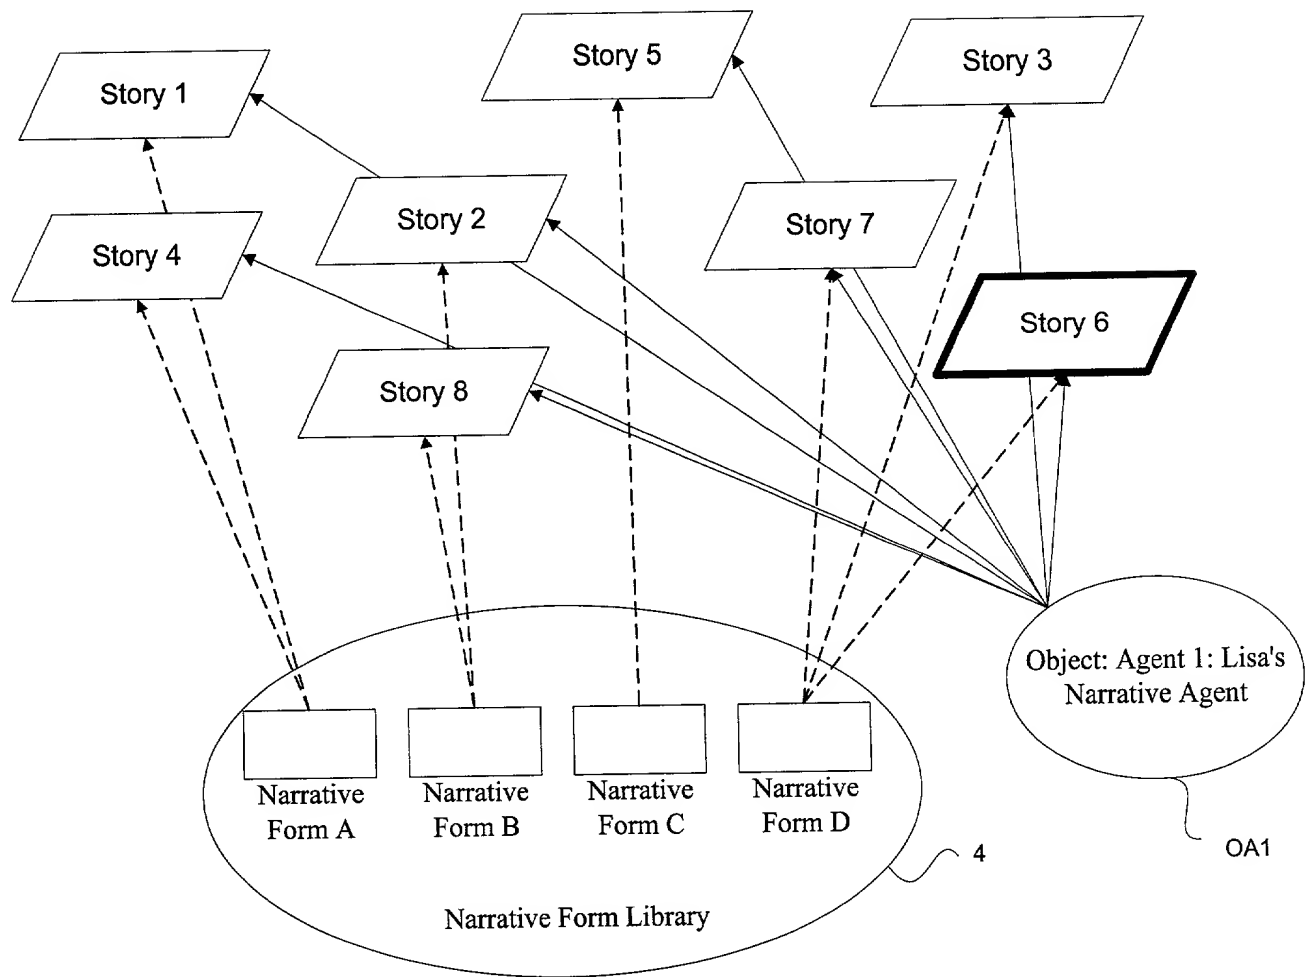 Story 5
Story 3
Story 1
Story 2
Story 7
Story 4
Story 6
Story 8
Object: Agent 1: Lisa's
Narrative Agent
Narrative
Form A
Narrative
Form B
Narrative
Form C
Narrative
Form D
OA1
4
Narrative Form Library